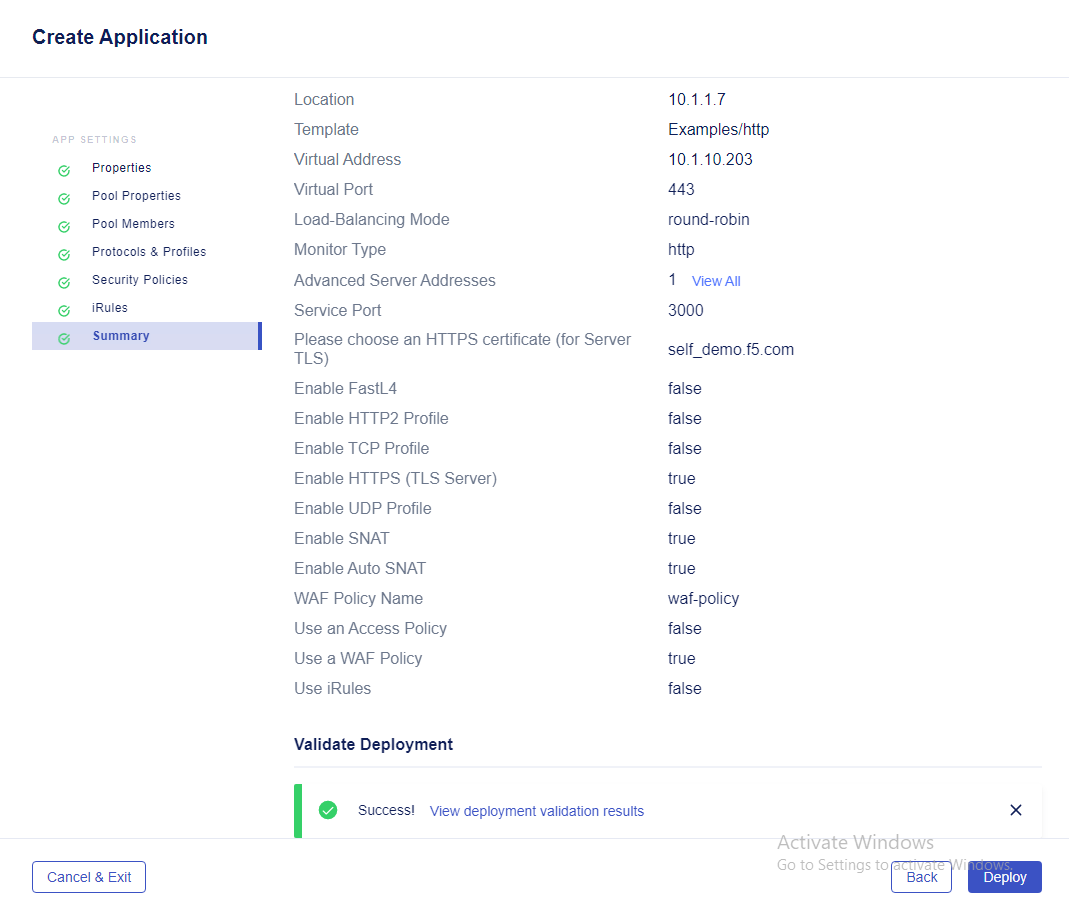 Create Application
APP SETTINGS
Properties
Pool Properties
Pool Members
Protocols & Profiles
Security Policies
iRules
Summary
Location 10.1.1.7
Template Examples/http
Virtual Address 10.1.10.203
Virtual Port 443
Load-Balancing Mode round-robin
Monitor Type http
Advanced Server Addresses 1 View All
Service Port 3000
Please choose an HTTPS certificate (for Server
TLS) self_demo.f5.com
Enable FastL4 false
Enable HTTP2 Profile false
Enable TCP Profile false
Enable HTTPS (TLS Server) true
Enable UDP Profile false
Enable SNAT true
Enable Auto SNAT true
WAF Policy Name waf-policy
Use an Access Policy false
Use a WAF Policy true
Use iRules false
Validate Deployment
Success! View deployment validation results
Activate Windows
Go to Settings to activate Windows.
Cancel & Exit Back Deploy